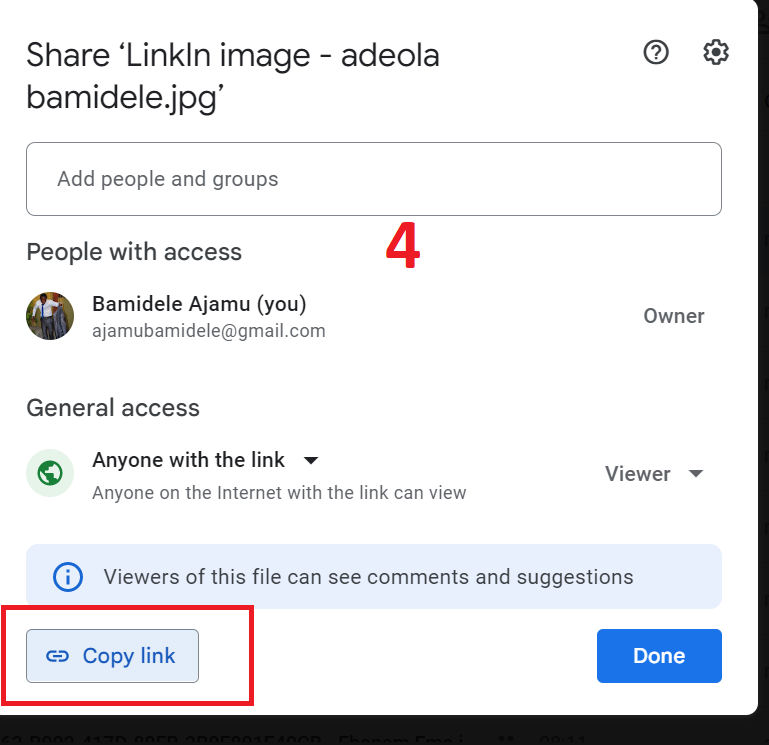 Share ‘LinkIn image - adeola
bamidele.jpg’
Add people and groups
4
People with access
Bamidele Ajamu (you)
ajamubamidele@gmail.com
Owner
General access
Anyone with the link
Anyone on the Internet with the link can view
Viewer
Viewers of this file can see comments and suggestions
Copy link
Done